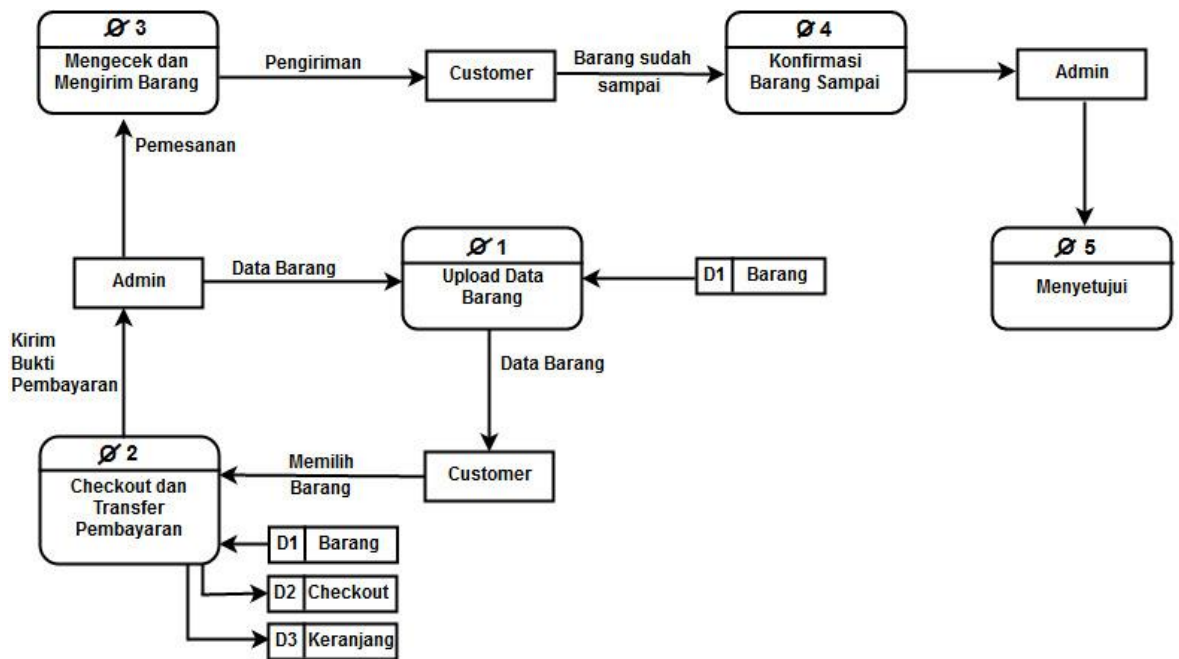 Ø 3
Mengecek dan
Mengirim Barang
Pengiriman
Customer
Barang sudah
sampai
Ø 4
Konfirmasi
Barang Sampai
Admin
Pemesanan
Admin
Data Barang
Ø 1
Upload Data
Barang
D1 Barang
Ø 5
Menyetujui
Kirim
Bukti
Pembayaran
Data Barang
Ø 2
Checkout dan
Transfer
Pembayaran
Memilih
Barang
Customer
D1 Barang
D2 Checkout
D3 Keranjang